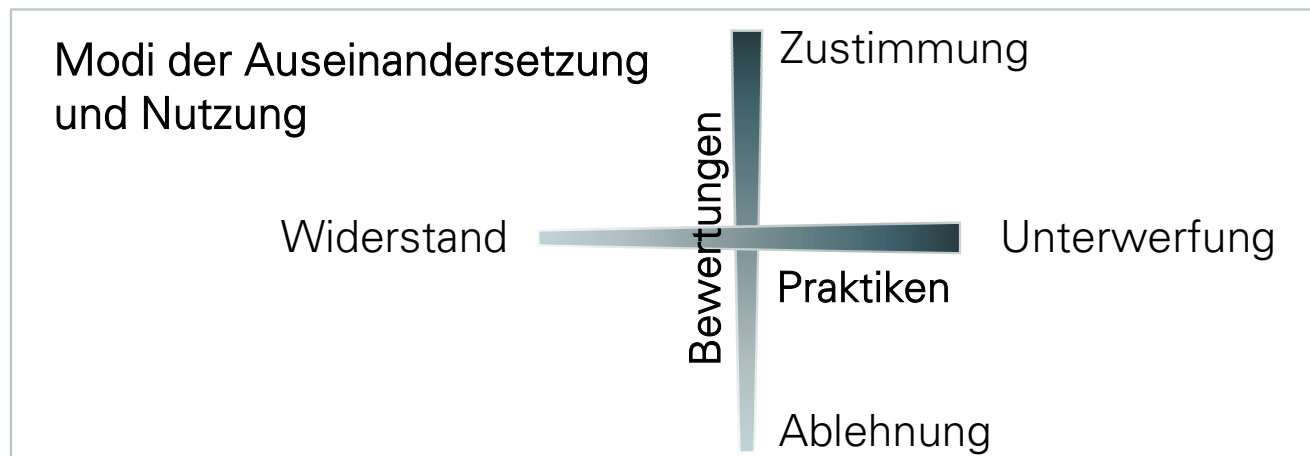 Modi der Auseinandersetzung
und Nutzung
Zustimmung
Bewertungen
Widerstand
Unterwerfung
Praktiken
Ablehnung